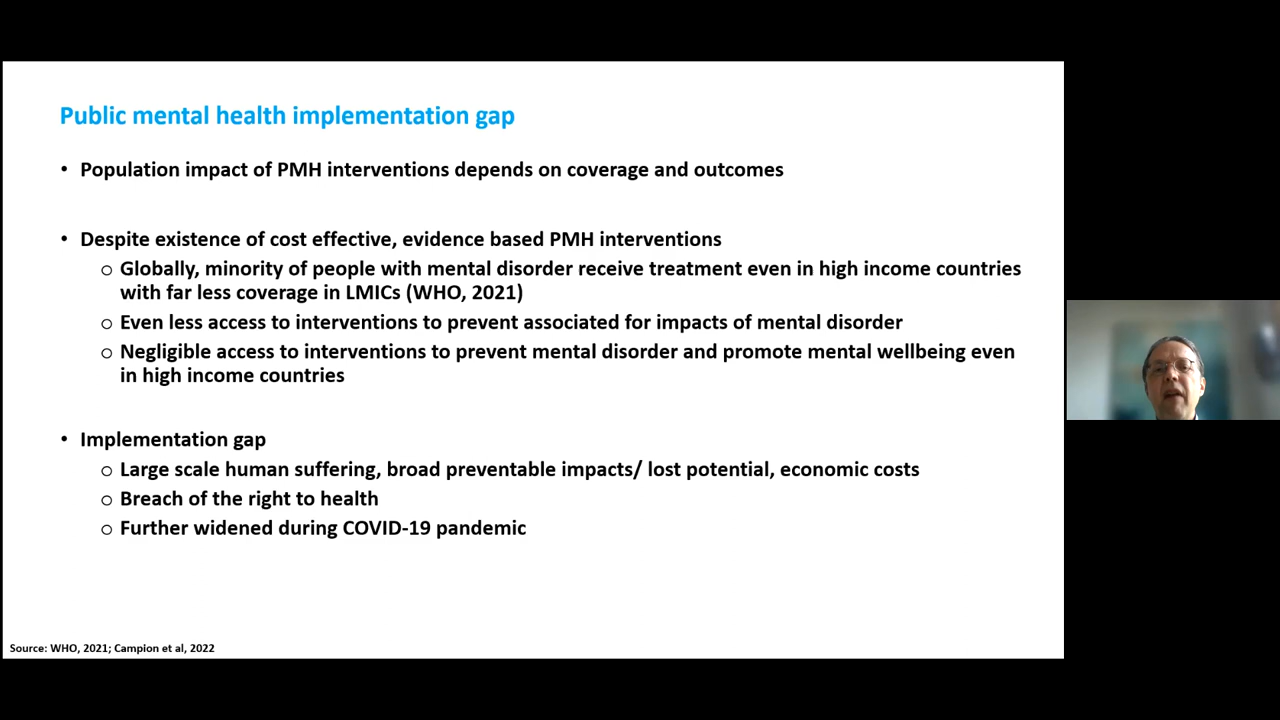 Public mental health implementation gap
• Population impact of PMH interventions depends on coverage and outcomes
• Despite existence of cost effective, evidence based PMH interventions
o Globally, minority of people with mental disorder receive treatment even in high income countries
with far less coverage in LMICs (WHO, 2021)
o Even less access to interventions to prevent associated for impacts of mental disorder
o Negligible access to interventions to prevent mental disorder and promote mental wellbeing even
in high income countries
• Implementation gap
o Large scale human suffering, broad preventable impacts/ lost potential, economic costs
o Breach of the right to health
o Further widened during COVID-19 pandemic
Source: WHO, 2021; Campion et al, 2022